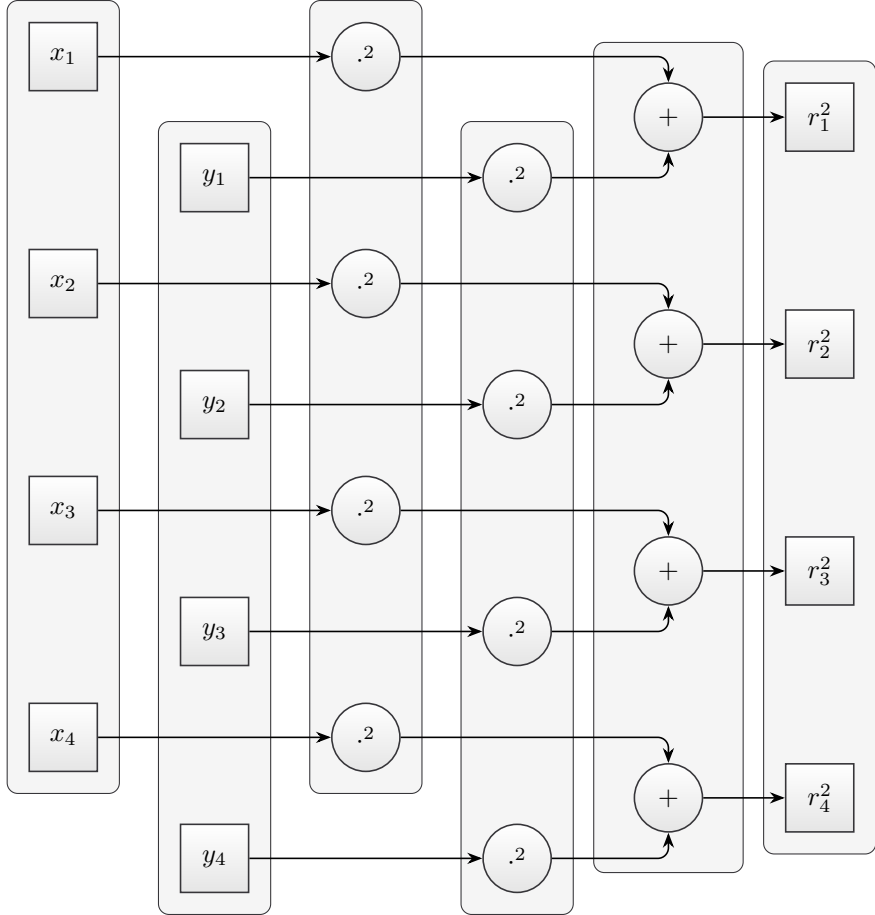 x₁ .²
+ r₁²
y₁ .²
x₂ .²
+ r₂²
y₂ .²
x₃ .²
+ r₃²
y₃ .²
x₄ .²
+ r₄²
y₄ .²